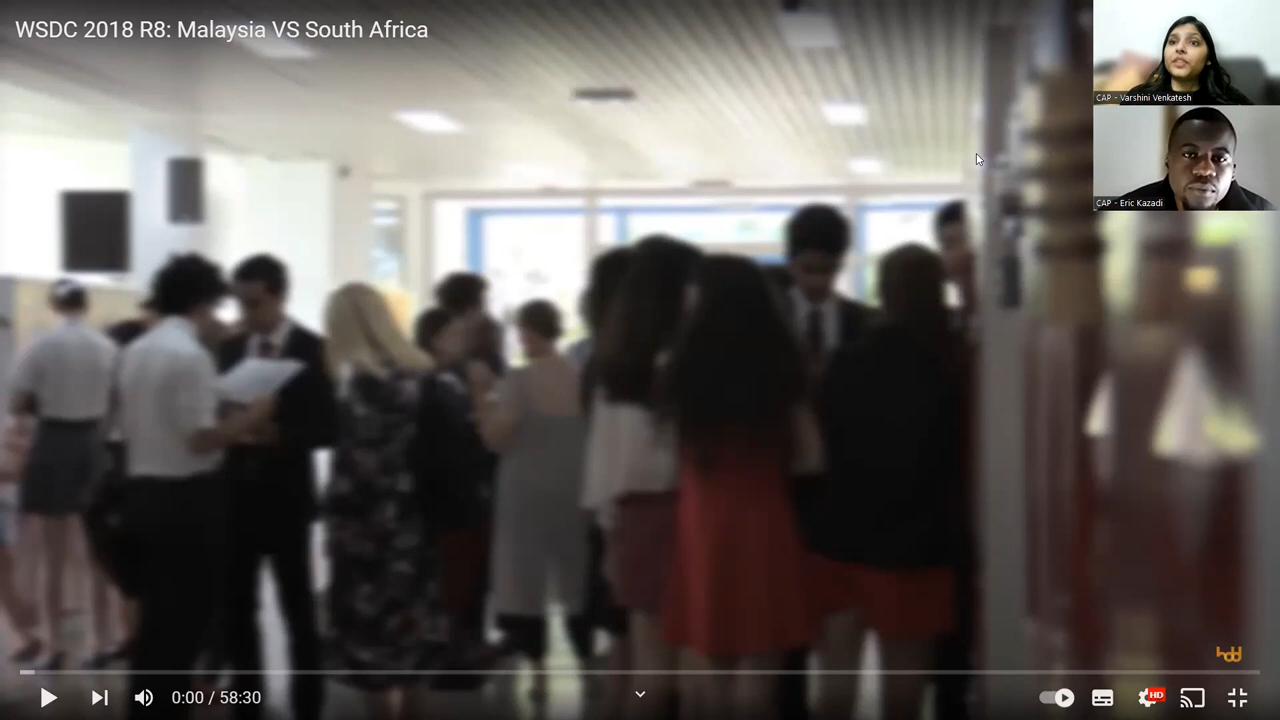 WSDC 2018 R8: Malaysia VS South Africa
CAP - Varshini Venkatesh
CAP - Eric Kazadi
0:00 / 58:30
HD